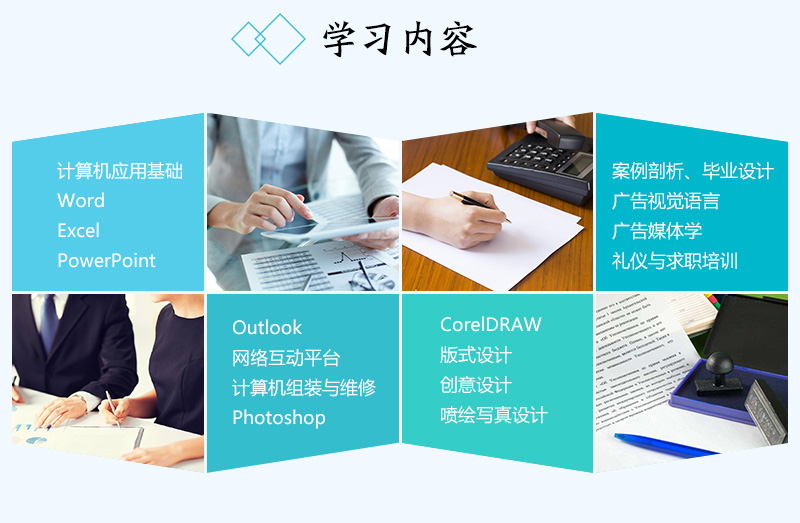 学习内容
计算机应用基础
Word
Excel
PowerPoint
案例剖析、毕业设计
广告视觉语言
广告媒体学
礼仪与求职培训
Outlook
网络互动平台
计算机组装与维修
Photoshop
CorelDRAW
版式设计
创意设计
喷绘写真设计